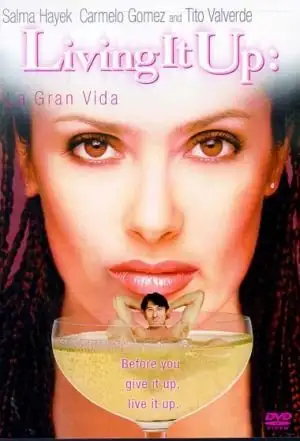 Salma Hayek, Carmelo Gomez and Tito Valverde
Living It Up:
La Gran Vida
Before you
give it up,
live it up.
DVD
VIDEO